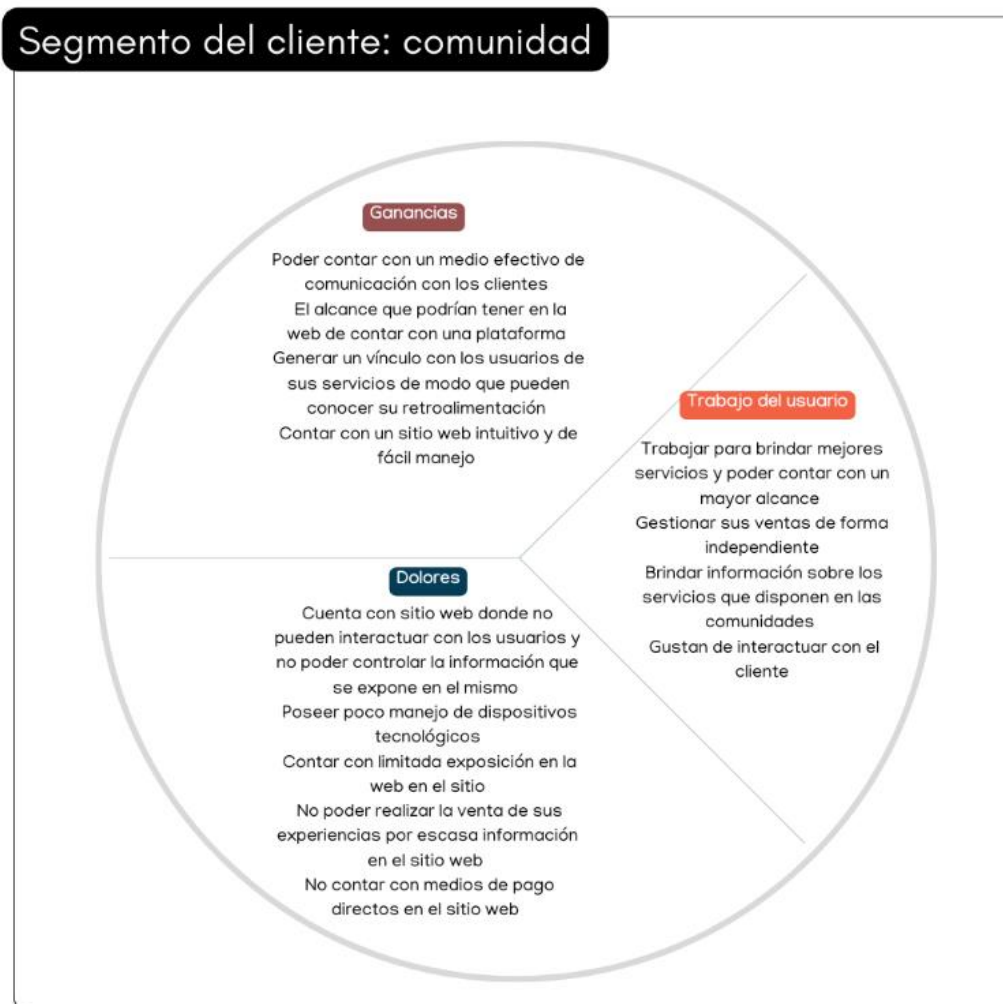 Segmento del cliente: comunidad
Ganancias
Poder contar con un medio efectivo de
comunicación con los clientes
El alcance que podrían tener en la
web de contar con una plataforma
Generar un vínculo con los usuarios de
sus servicios de modo que pueden
conocer su retroalimentación
Contar con un sitio web intuitivo y de
fácil manejo
Trabajo del usuario
Trabajar para brindar mejores
servicios y poder contar con un
mayor alcance
Gestionar sus ventas de forma
independiente
Brindar información sobre los
servicios que disponen en las
comunidades
Gustan de interactuar con el
cliente
Dolores
Cuenta con sitio web donde no
pueden interactuar con los usuarios y
no poder controlar la información que
se expone en el mismo
Poseer poco manejo de dispositivos
tecnológicos
Contar con limitada exposición en la
web en el sitio
No poder realizar la venta de sus
experiencias por escasa información
en el sitio web
No contar con medios de pago
directos en el sitio web